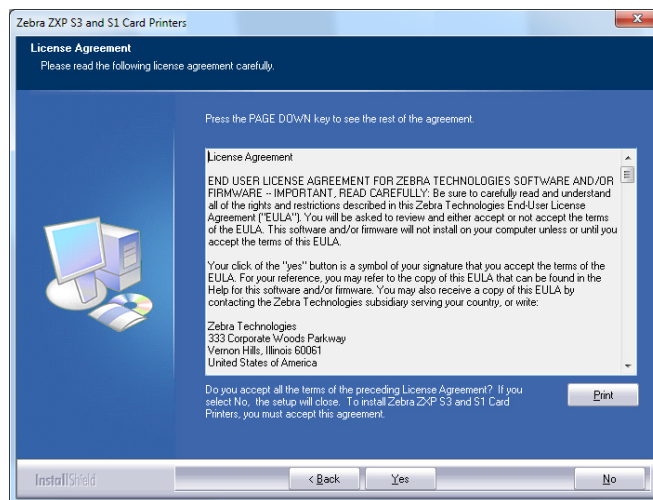 Zebra ZXP S3 and S1 Card Printers
License Agreement
Please read the following license agreement carefully.
Press the PAGE DOWN key to see the rest of the agreement.
License Agreement
END USER LICENSE AGREEMENT FOR ZEBRA TECHNOLOGIES SOFTWARE AND/OR
FIRMWARE -- IMPORTANT, READ CAREFULLY: Be sure to carefully read and understand
all of the rights and restrictions described in this Zebra Technologies End-User License
Agreement ("EULA"). You will be asked to review and either accept or not accept the terms
of the EULA. This software and/or firmware will not install on your computer unless or until you
accept the terms of this EULA.
Your click of the "yes" button is a symbol of your signature that you accept the terms of the
EULA. For your reference, you may refer to the copy of this EULA that can be found in the
Help for this software and/or firmware. You may also receive a copy of this EULA by
contacting the Zebra Technologies subsidiary serving your country, or write:
Zebra Technologies
333 Corporate Woods Parkway
Vernon Hills, Illinois 60061
United States of America
Do you accept all the terms of the preceding License Agreement? If you
select No, the setup will close. To install Zebra ZXP S3 and S1 Card
Printers, you must accept this agreement.
Print
InstallShield
< Back
Yes
No